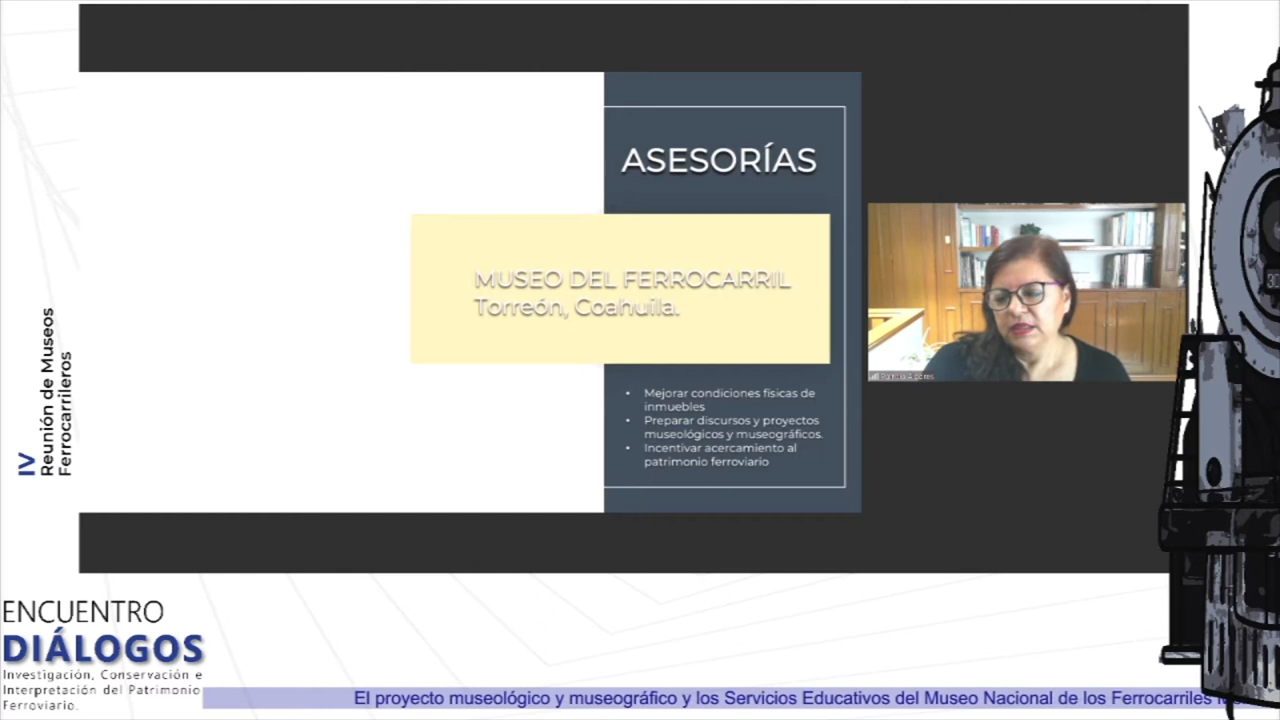 ASESORÍAS
MUSEO DEL FERROCARRIL
Torreón, Coahuila.
• Mejorar condiciones físicas de
inmuebles
• Preparar discursos y proyectos
museológicos y museográficos.
• Incentivar acercamiento al
patrimonio ferroviario
IV
Reunión de Museos
Ferrocarrileros
ENCUENTRO
DIÁLOGOS
Investigación, Conservación e
Interpretación del Patrimonio
Ferroviario.
El proyecto museológico y museográfico y los Servicios Educativos del Museo Nacional de los Ferrocarriles